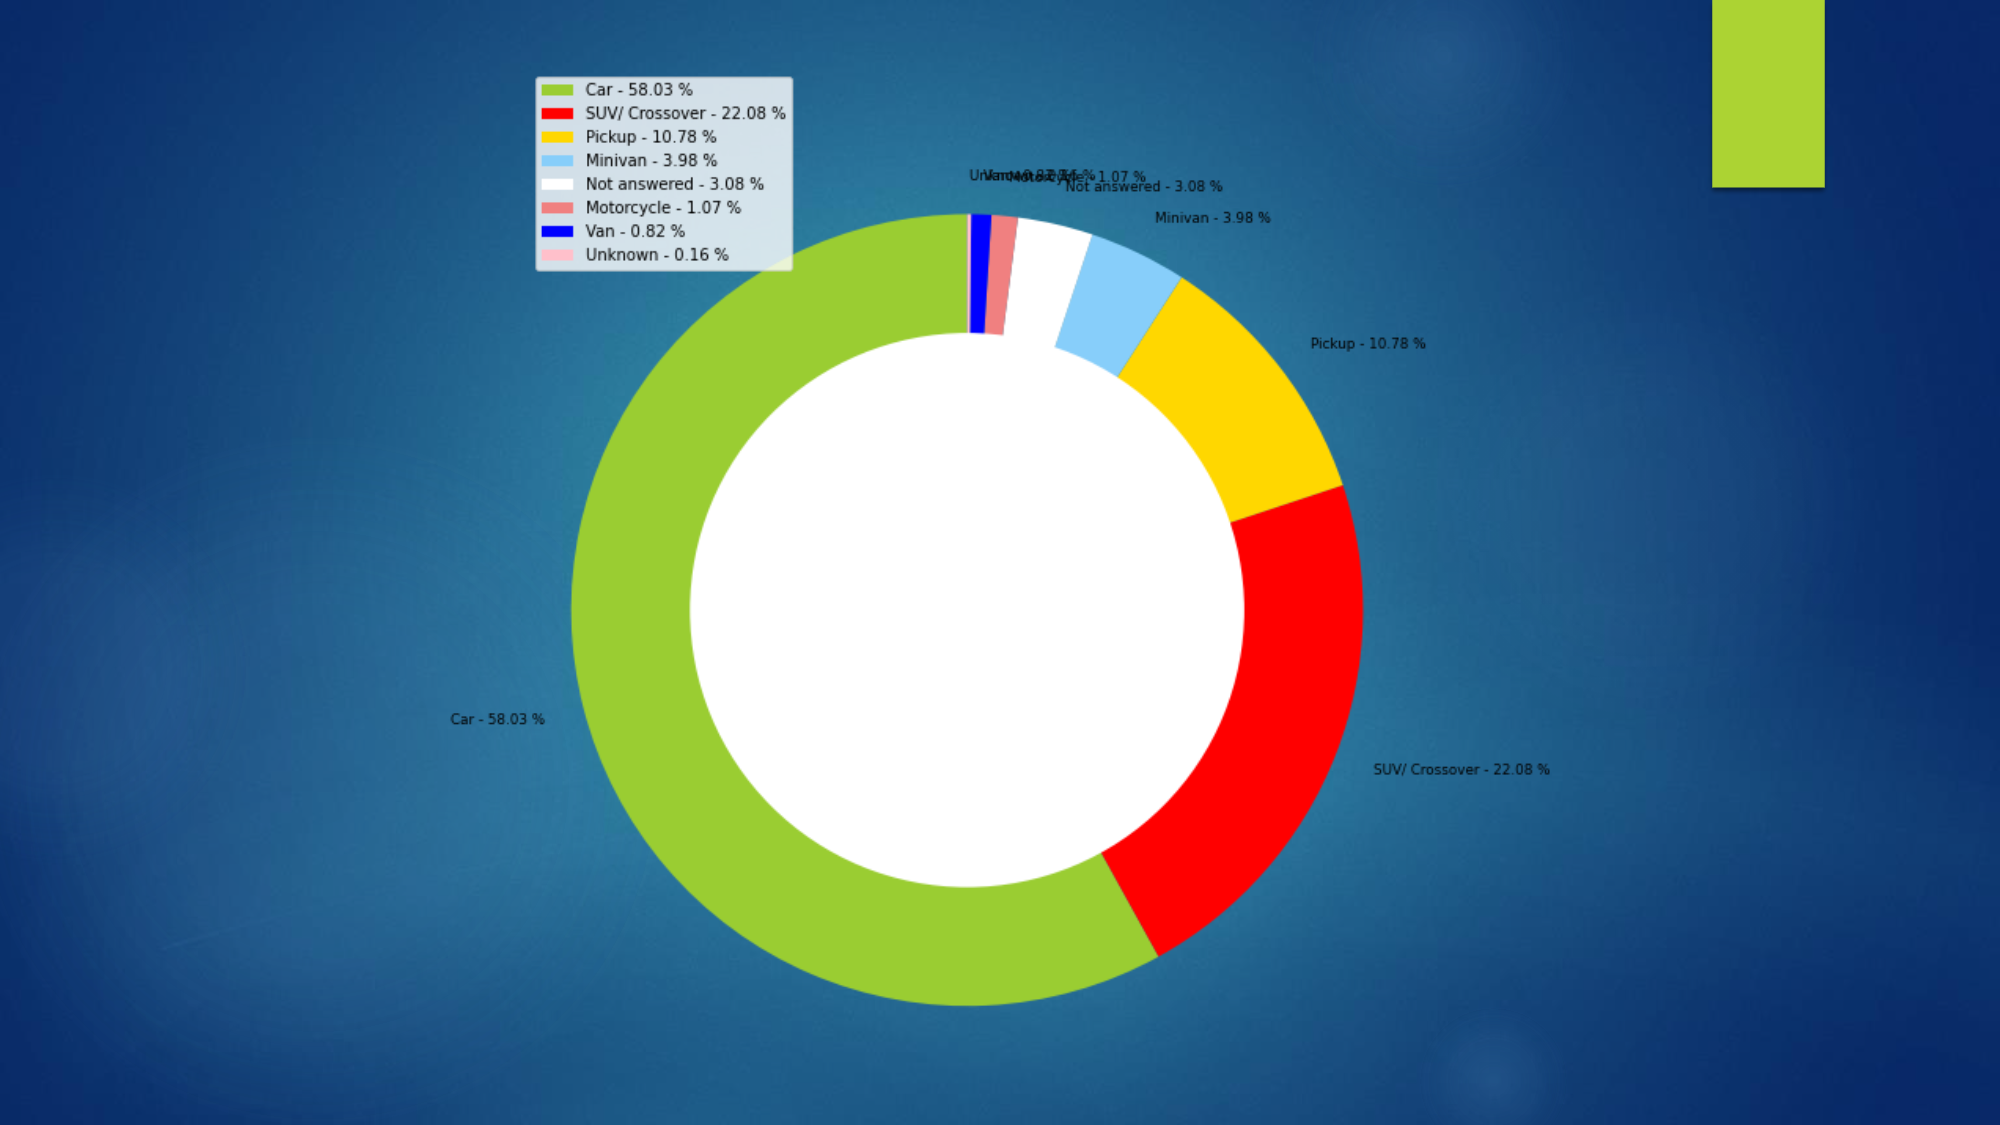 Car - 58.03 %
SUV/ Crossover - 22.08 %
Pickup - 10.78 %
Minivan - 3.98 %
Not answered - 3.08 %
Motorcycle - 1.07 %
Van - 0.82 %
Unknown - 0.16 %
1.07 %
Not answered - 3.08 %
Minivan - 3.98 %
Pickup - 10.78 %
Car - 58.03 %
SUV/ Crossover - 22.08 %